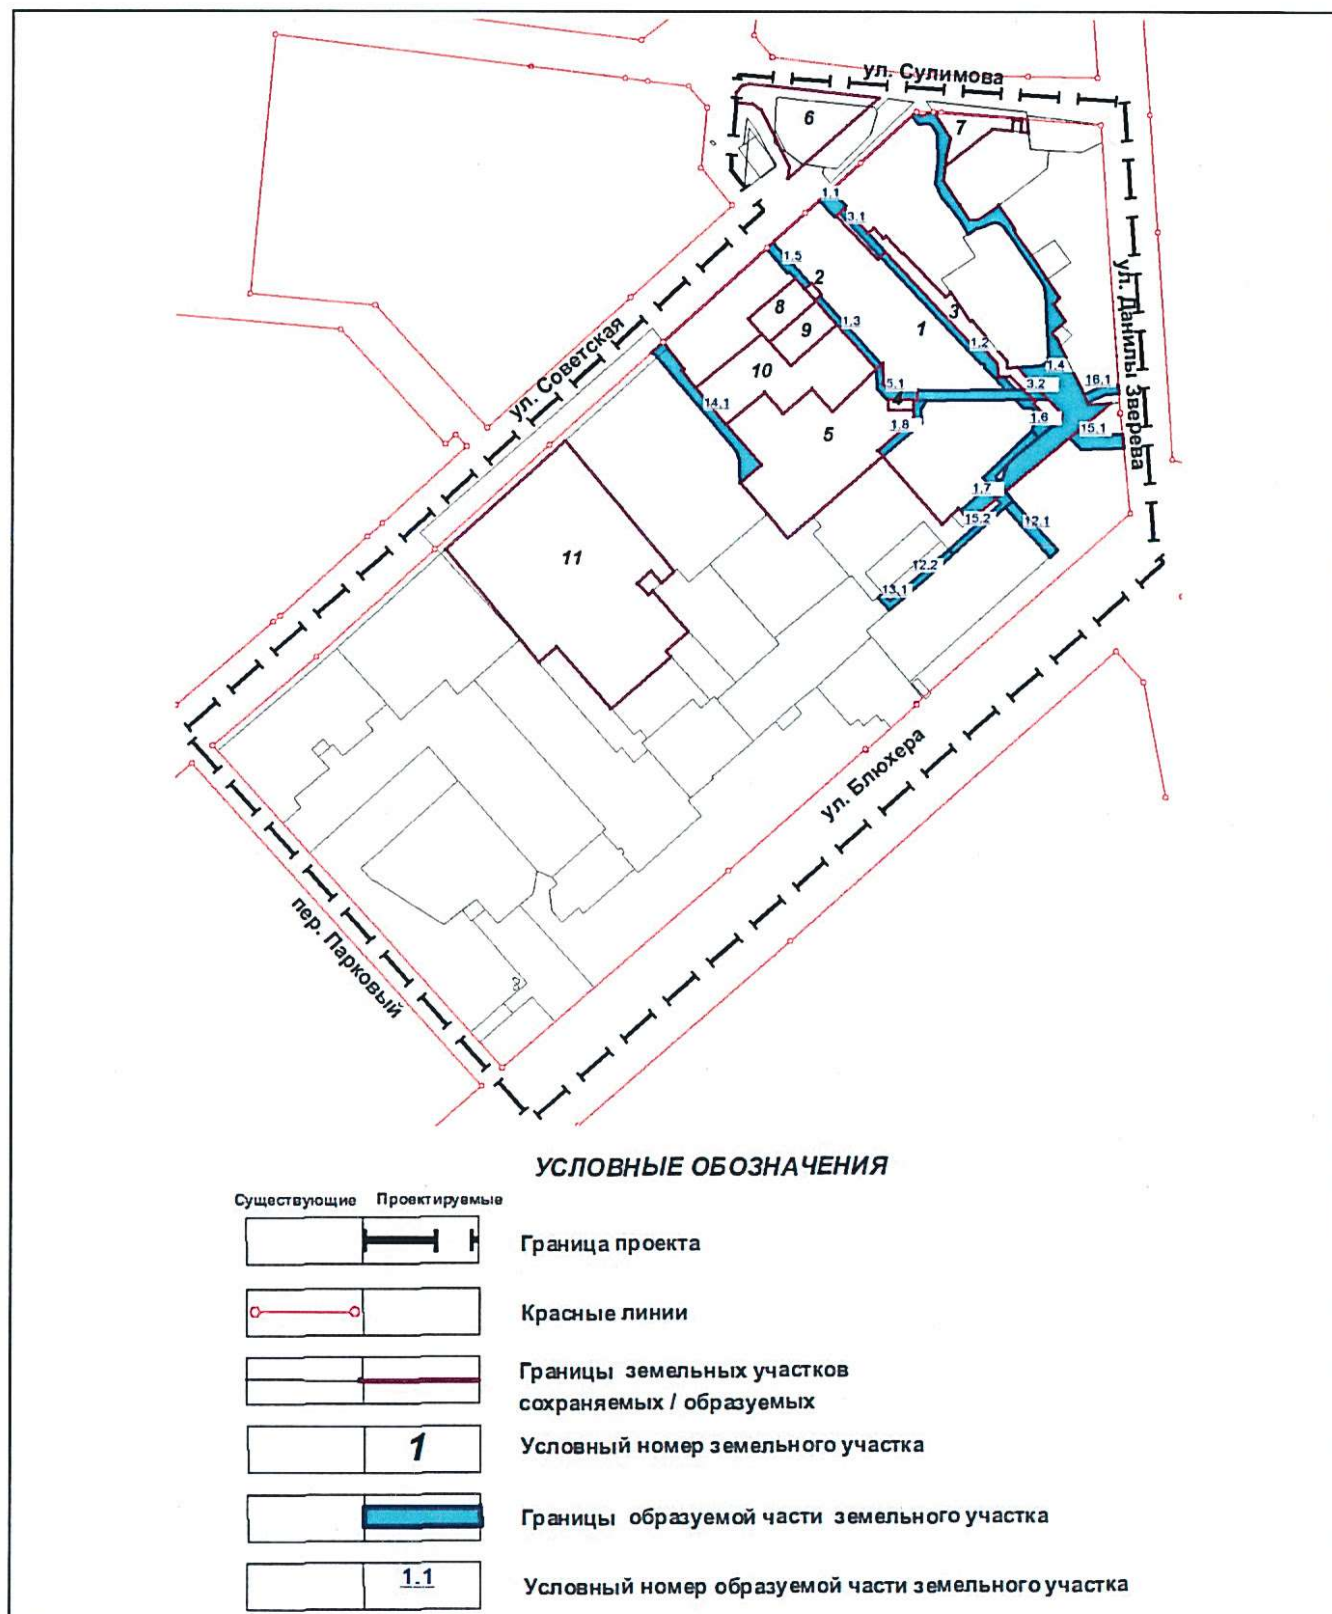 ул. Сулимова
6
7
1.1
3.1
1.5
2
8
3
1.3
9
1
ул. Данилы Зверева
ул. Советская
1.2
10
1.4
3.2
16.1
5.1
4
14.1
1.6
1.8
15.1
5
1.7
15.2
12.1
11
12.2
13.1
ул. Блюхера
пер. Парковый
УСЛОВНЫЕ ОБОЗНАЧЕНИЯ
Существующие Проектируемые
Граница проекта
Красные линии
Границы земельных участков
сохраняемых / образуемых
1 Условный номер земельного участка
Границы образуемой части земельного участка
1.1 Условный номер образуемой части земельного участка